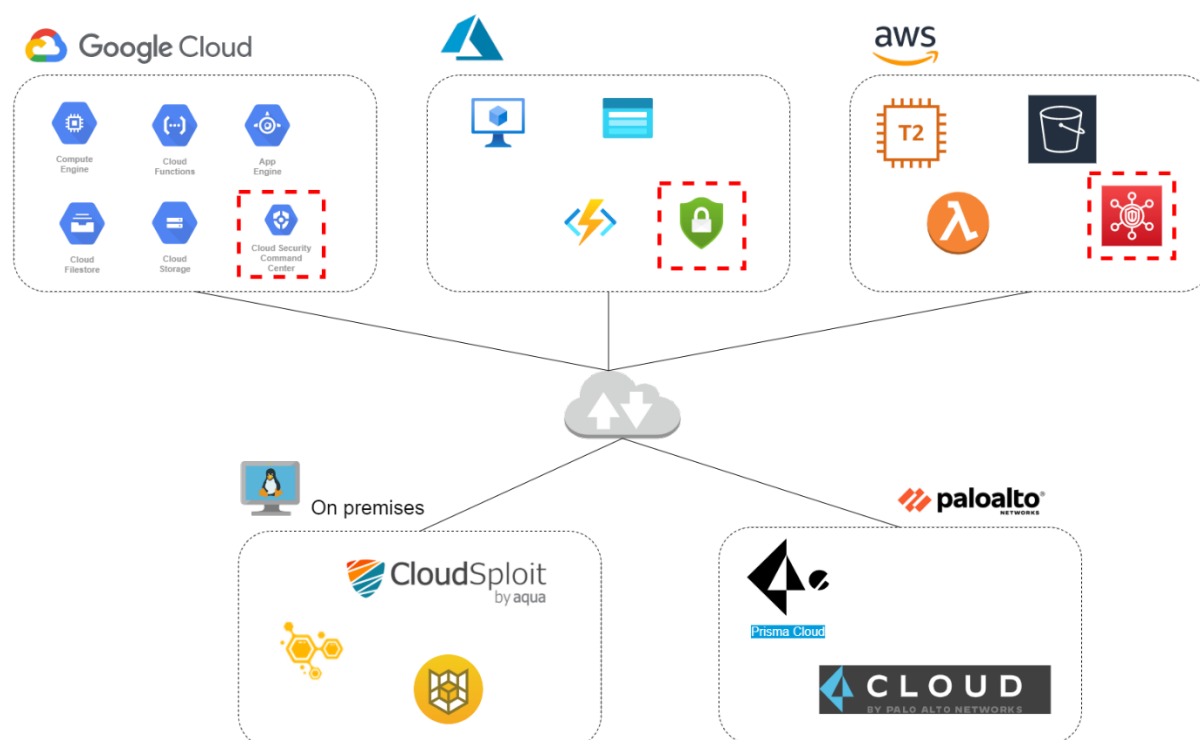 Google Cloud
aws
Compute
Engine
Cloud
Functions
App
Engine
T2
Cloud
Filestore
Cloud
Storage
Cloud Security
Command
Center
On premises
paloalto®
NETWORKS
CloudSploit
by aqua
Prisma Cloud
CLOUD
BY PALO ALTO NETWORKS